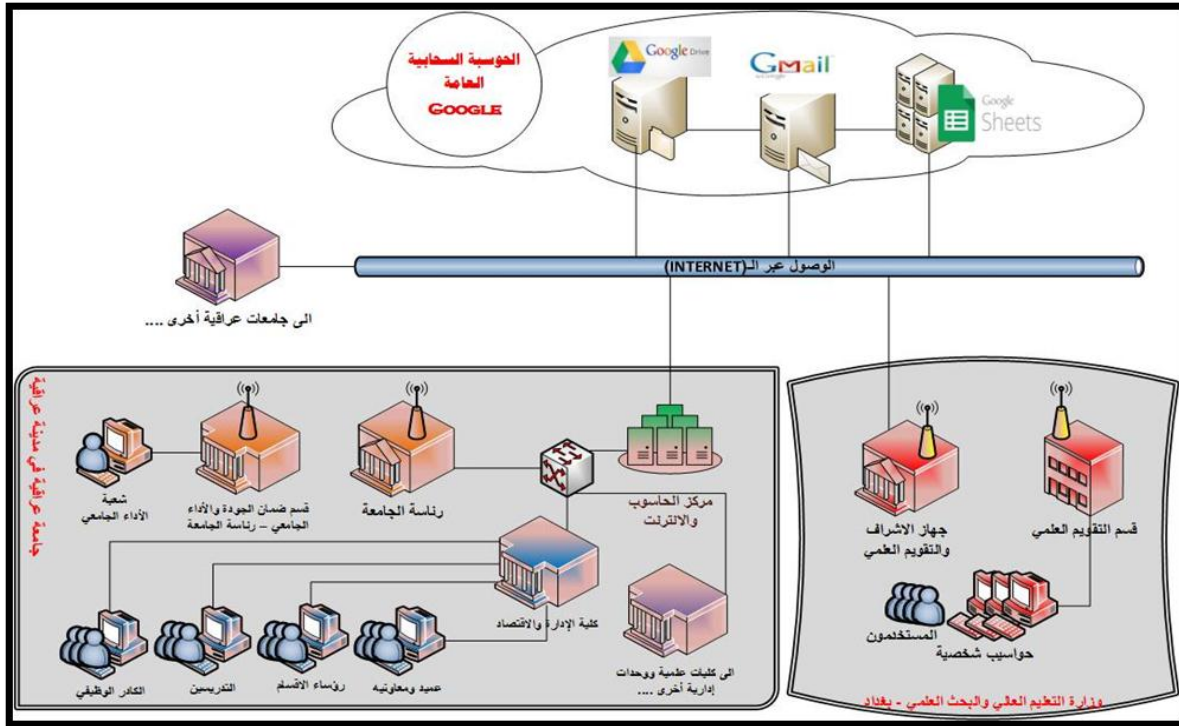 الحوسبة السحابية
العامة
GOOGLE
Google Drive
Gmail
by Google
Google
Sheets
الوصول عبر الـ(INTERNET)
الى جامعات عراقية أخرى ....
جامعة عراقية في مدينة عراقية
شعبة
الأداء الجامعي
قسم ضمان الجودة والأداء
الجامعي – رئاسة الجامعة
رئاسة الجامعة
مركز الحاسوب
والانترنت
كلية الإدارة والاقتصاد
الى كليات علمية ووحدات
إدارية أخرى ....
عميد ومعاونيه
رؤساء الاقسام
التدريسين
الكادر الوظيفي
جهاز الاشراف
والتقويم العلمي
قسم التقويم العلمي
المستخدمون
حواسيب شخصية
وزارة التعليم العالي والبحث العلمي - بغداد